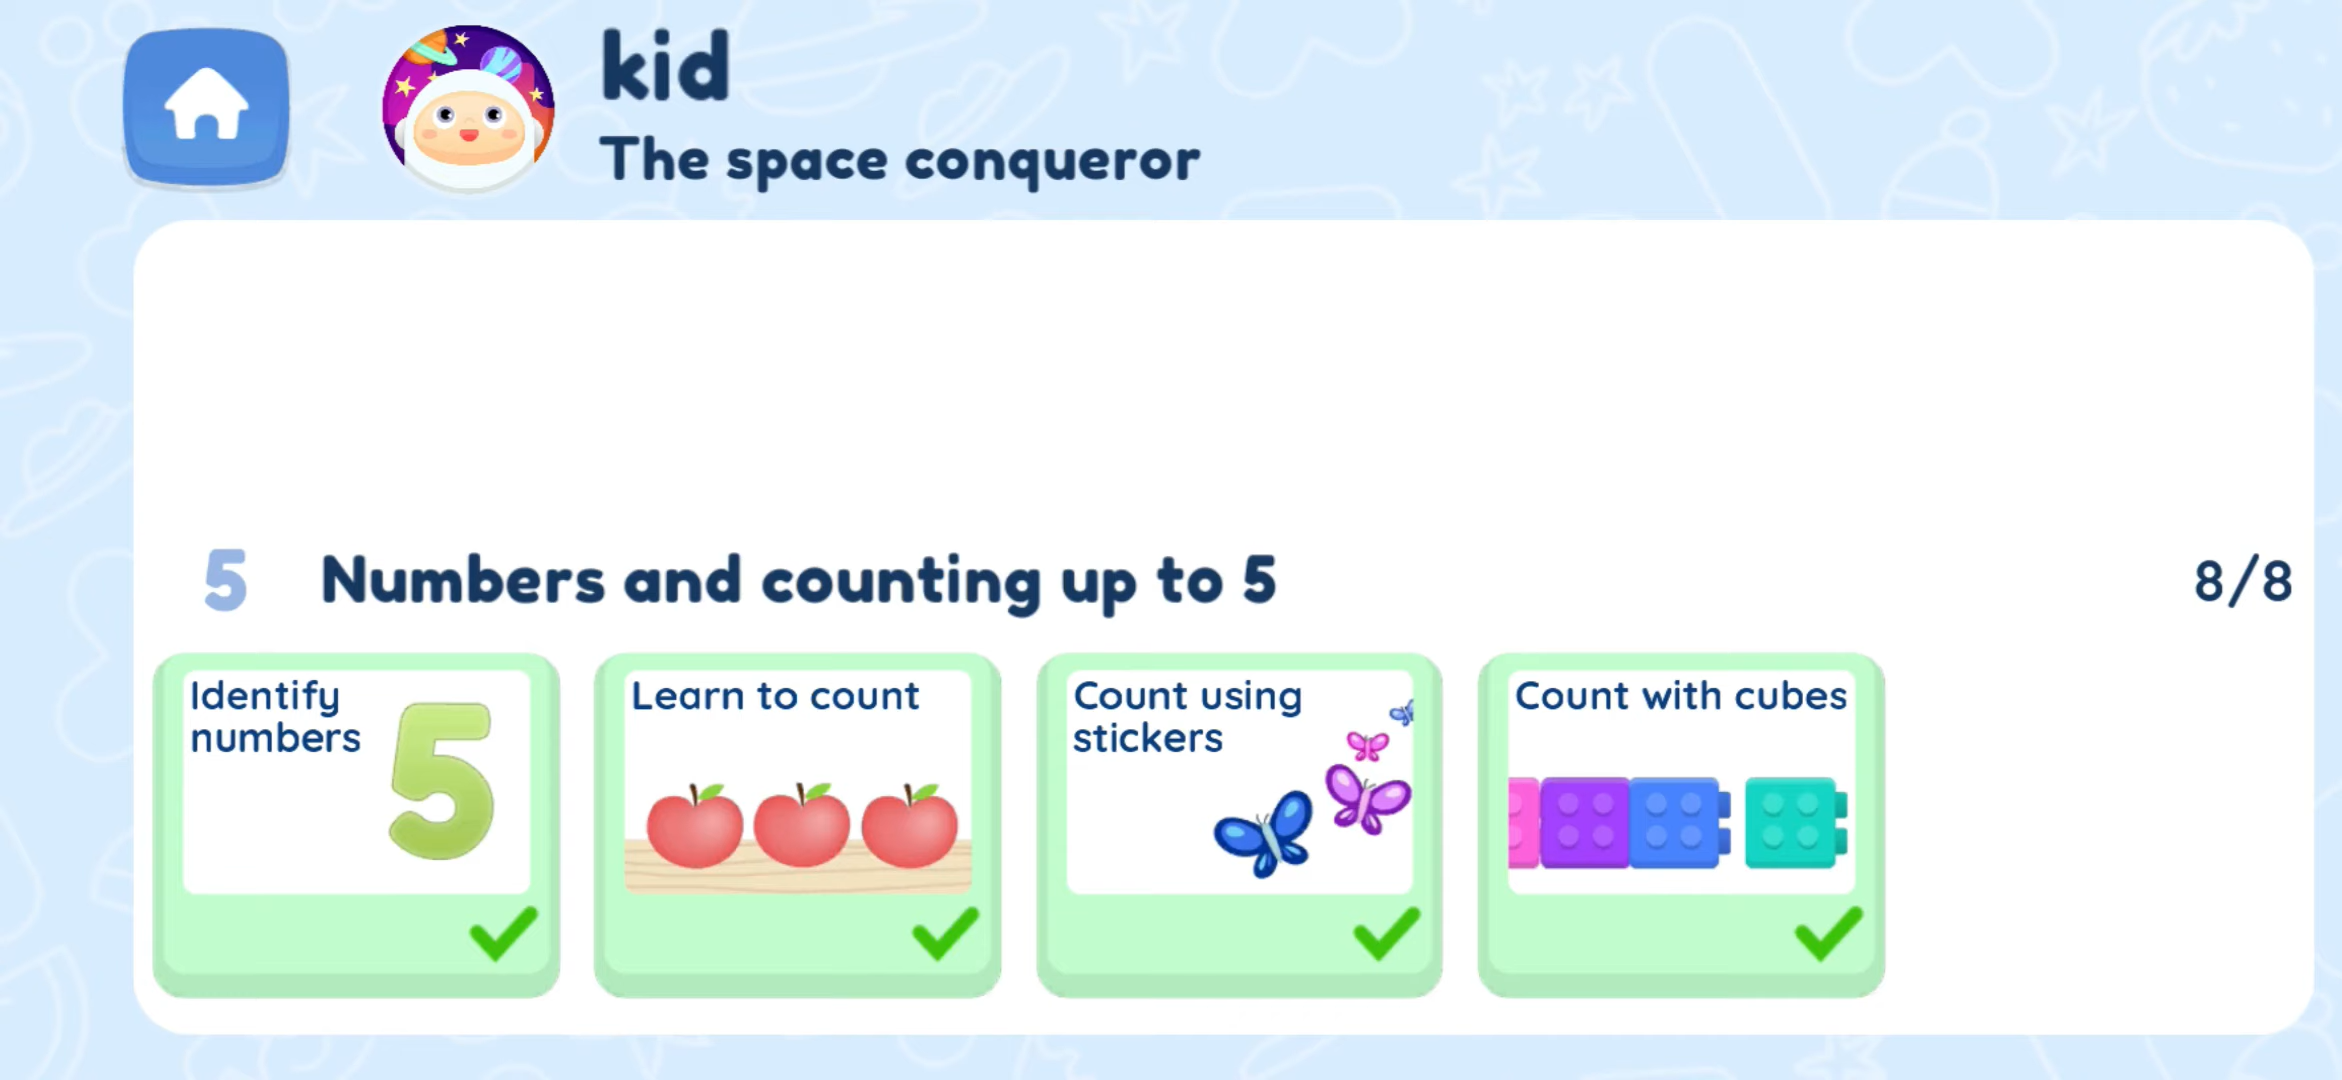 kid
The space conqueror
5 Numbers and counting up to 5 8/8
Identify
numbers
5
Learn to count
Count using
stickers
Count with cubes